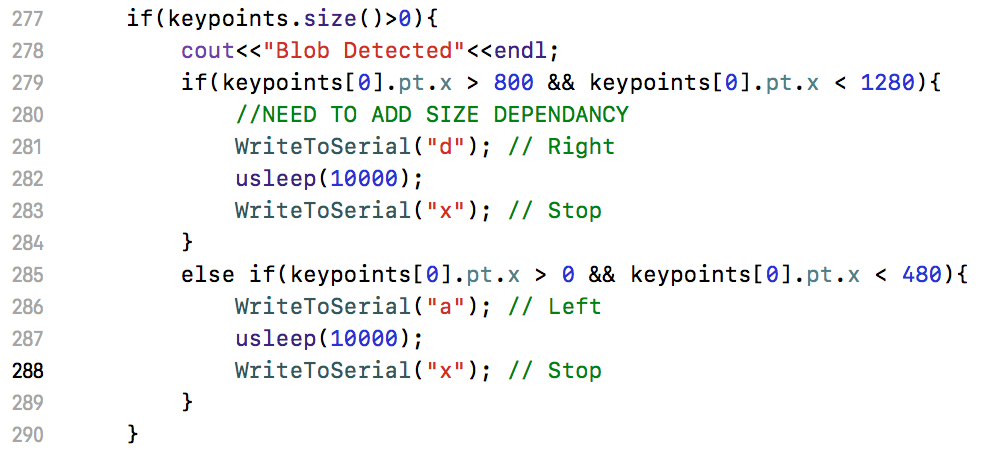 277 if(keypoints.size()>0){
278 cout<<"Blob Detected"<<endl;
279 if(keypoints[0].pt.x > 800 && keypoints[0].pt.x < 1280){
280 //NEED TO ADD SIZE DEPENDANCY
281 WriteToSerial("d"); // Right
282 usleep(10000);
283 WriteToSerial("x"); // Stop
284 }
285 else if(keypoints[0].pt.x > 0 && keypoints[0].pt.x < 480){
286 WriteToSerial("a"); // Left
287 usleep(10000);
288 WriteToSerial("x"); // Stop
289 }
290 }